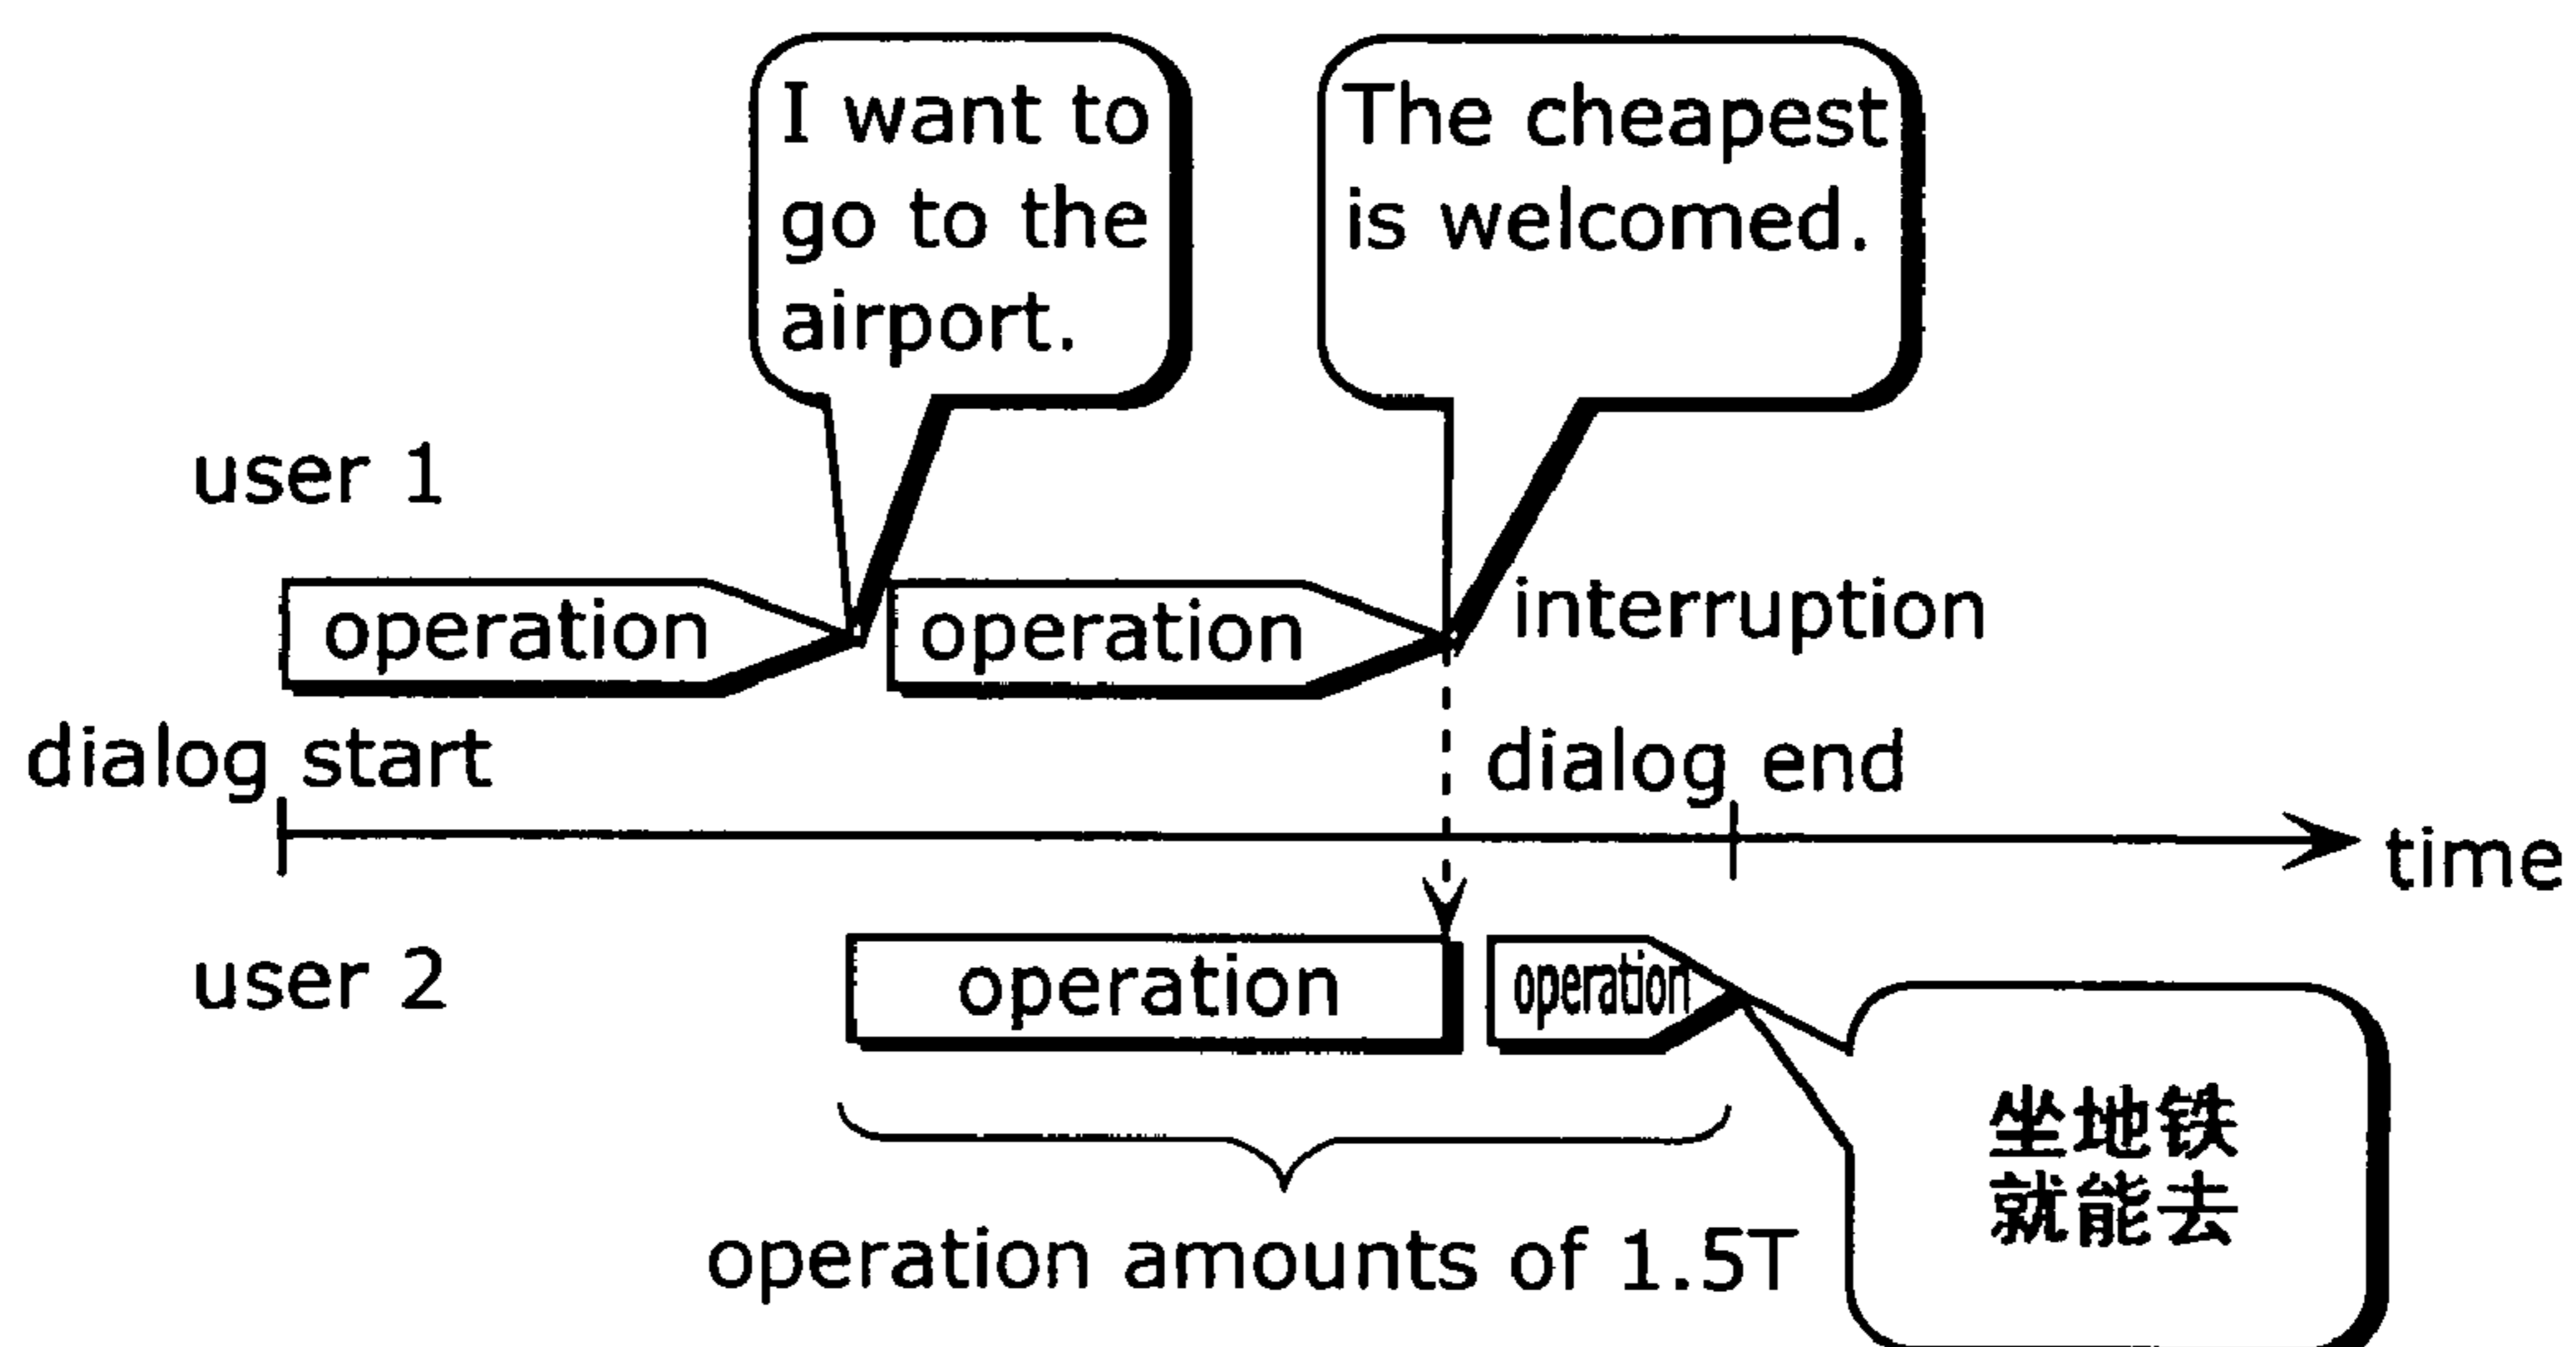 I want to
go to the
airport.
The cheapest
is welcomed.
user 1
operation
operation
interruption
dialog start
dialog end
time
user 2
operation
operation
坐地铁
就能去
operation amounts of 1.5T